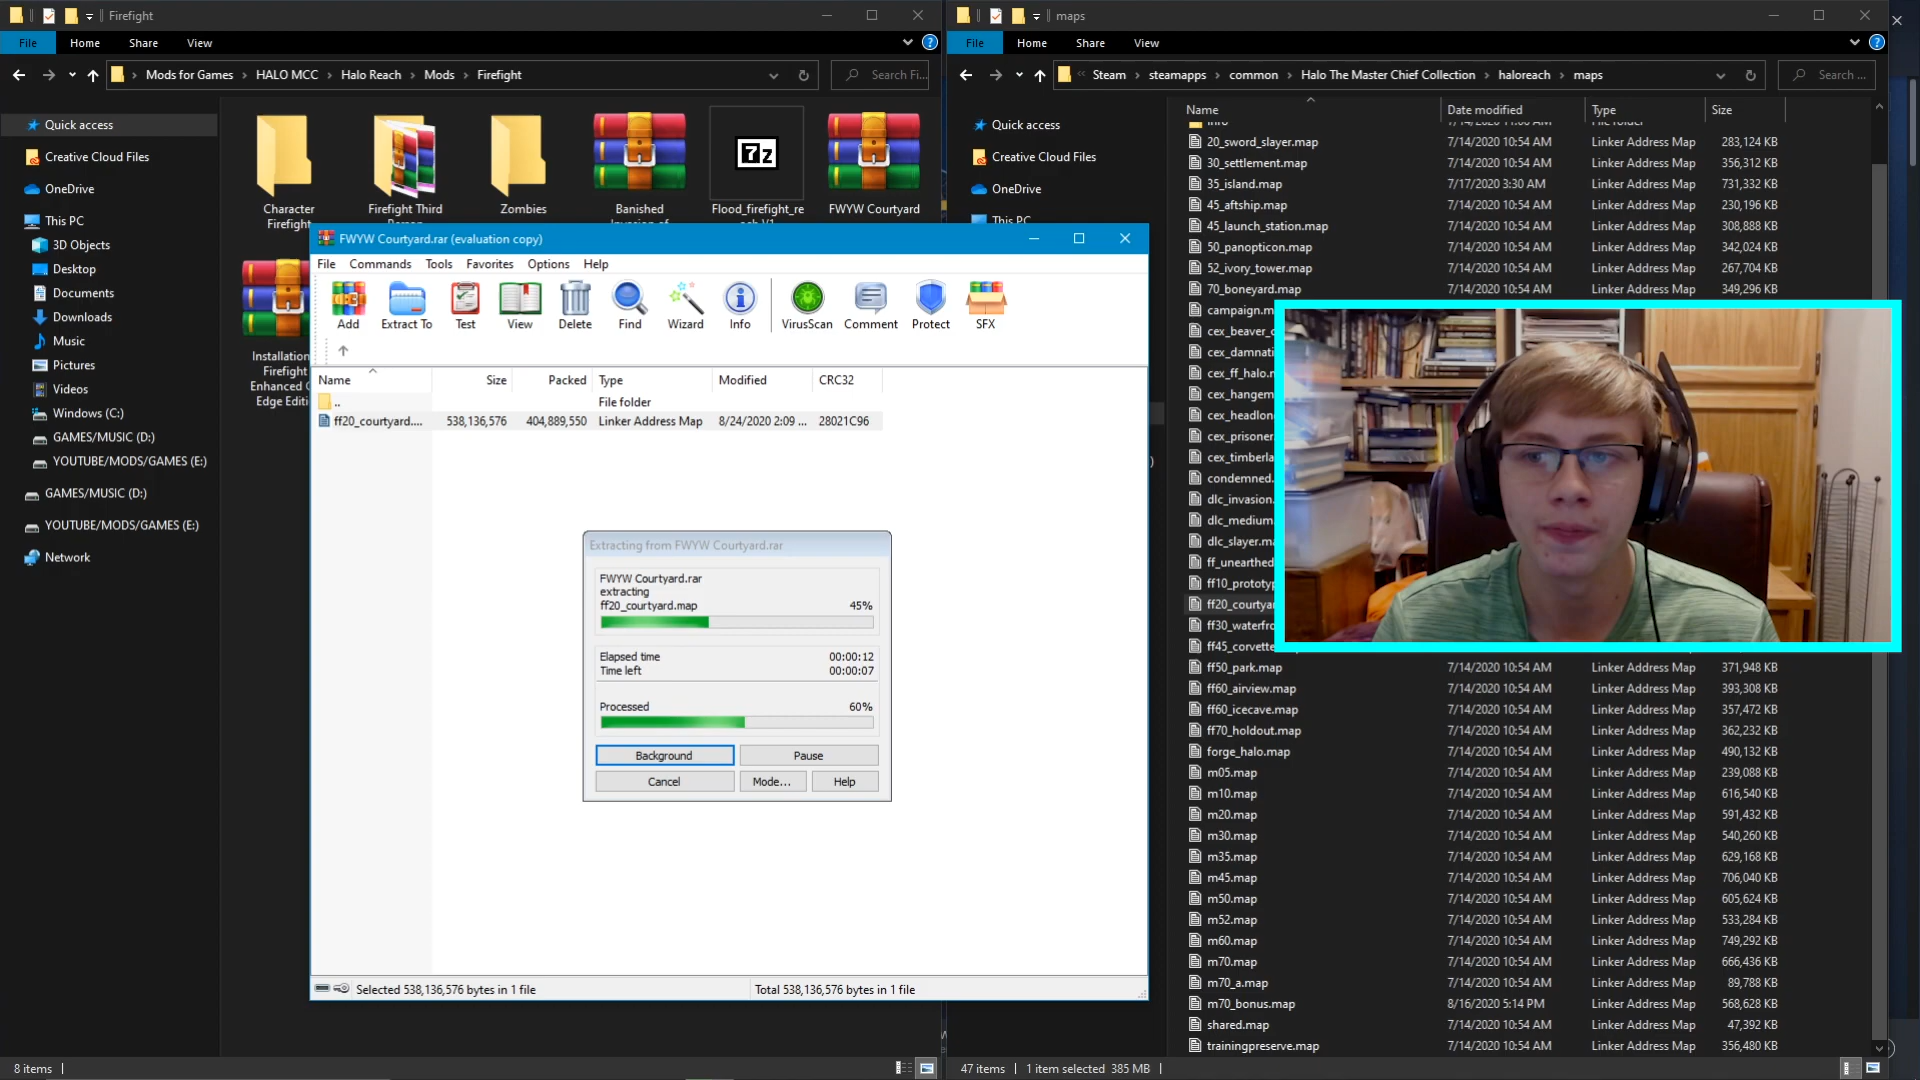 Firefight
File
Home
Share
View
Mods for Games
HALO MCC
Halo Reach
Mods
Firefight
Search Fi...
Quick access
Creative Cloud Files
OneDrive
This PC
3D Objects
Desktop
Documents
Downloads
Music
Pictures
Videos
Windows (C:)
GAMES/MUSIC (D:)
YOUTUBE/MODS/GAMES (E:)
GAMES/MUSIC (D:)
YOUTUBE/MODS/GAMES (E:)
Network
Character
Firefight
Firefight Third
Zombies
Banished
7z
Flood_firefight_re
FWYW Courtyard
Installation
Firefight
Enhanced
Edge Editi
8 items
FWYW Courtyard.rar (evaluation copy)
File
Commands
Tools
Favorites
Options
Help
Add
Extract To
Test
View
Delete
Find
Wizard
Info
VirusScan
Comment
Protect
SFX
Name Size Packed Type Modified CRC32
.. File folder
ff20_courtyard.... 538,136,576 404,889,550 Linker Address Map 8/24/2020 2:09 ... 28021C96
Extracting from FWYW Courtyard.rar
FWYW Courtyard.rar
extracting
ff20_courtyard.map 45%
Elapsed time 00:00:12
Time left 00:00:07
Processed 60%
Background
Pause
Cancel
Mode...
Help
Selected 538,136,576 bytes in 1 file
Total 538,136,576 bytes in 1 file
maps
File
Home
Share
View
Steam
steamapps
common
Halo The Master Chief Collection
haloreach
maps
Search ...
Quick access
Creative Cloud Files
OneDrive
This PC
Name Date modified Type Size
20_sword_slayer.map 7/14/2020 10:54 AM Linker Address Map 283,124 KB
30_settlement.map 7/14/2020 10:54 AM Linker Address Map 356,312 KB
35_island.map 7/17/2020 3:30 AM Linker Address Map 731,332 KB
45_aftship.map 7/14/2020 10:54 AM Linker Address Map 230,196 KB
45_launch_station.map 7/14/2020 10:54 AM Linker Address Map 308,888 KB
50_panopticon.map 7/14/2020 10:54 AM Linker Address Map 342,024 KB
52_ivory_tower.map 7/14/2020 10:54 AM Linker Address Map 267,704 KB
70_boneyard.map 7/14/2020 10:54 AM Linker Address Map 349,296 KB
campaign.m
cex_beaver_c
cex_damnati
cex_ff_halo.m
cex_hangem
cex_headlon
cex_prisoner
cex_timberla
condemned.
dlc_invasion.
dlc_medium.
dlc_slayer.ma
ff_unearthed
ff10_prototyp
ff20_courtyar
ff30_waterfro
ff45_corvette
ff50_park.map 7/14/2020 10:54 AM Linker Address Map 371,948 KB
ff60_airview.map 7/14/2020 10:54 AM Linker Address Map 393,308 KB
ff60_icecave.map 7/14/2020 10:54 AM Linker Address Map 357,472 KB
ff70_holdout.map 7/14/2020 10:54 AM Linker Address Map 362,232 KB
forge_halo.map 7/14/2020 10:54 AM Linker Address Map 490,132 KB
m05.map 7/14/2020 10:54 AM Linker Address Map 239,088 KB
m10.map 7/14/2020 10:54 AM Linker Address Map 616,540 KB
m20.map 7/14/2020 10:54 AM Linker Address Map 591,432 KB
m30.map 7/14/2020 10:54 AM Linker Address Map 540,260 KB
m35.map 7/14/2020 10:54 AM Linker Address Map 629,168 KB
m45.map 7/14/2020 10:54 AM Linker Address Map 706,040 KB
m50.map 7/14/2020 10:54 AM Linker Address Map 605,624 KB
m52.map 7/14/2020 10:54 AM Linker Address Map 533,284 KB
m60.map 7/14/2020 10:54 AM Linker Address Map 749,292 KB
m70.map 7/14/2020 10:54 AM Linker Address Map 666,436 KB
m70_a.map 7/14/2020 10:54 AM Linker Address Map 89,788 KB
m70_bonus.map 8/16/2020 5:14 PM Linker Address Map 568,628 KB
shared.map 7/14/2020 10:54 AM Linker Address Map 47,392 KB
trainingpreserve.map 7/14/2020 10:54 AM Linker Address Map 356,480 KB
47 items
1 item selected 385 MB